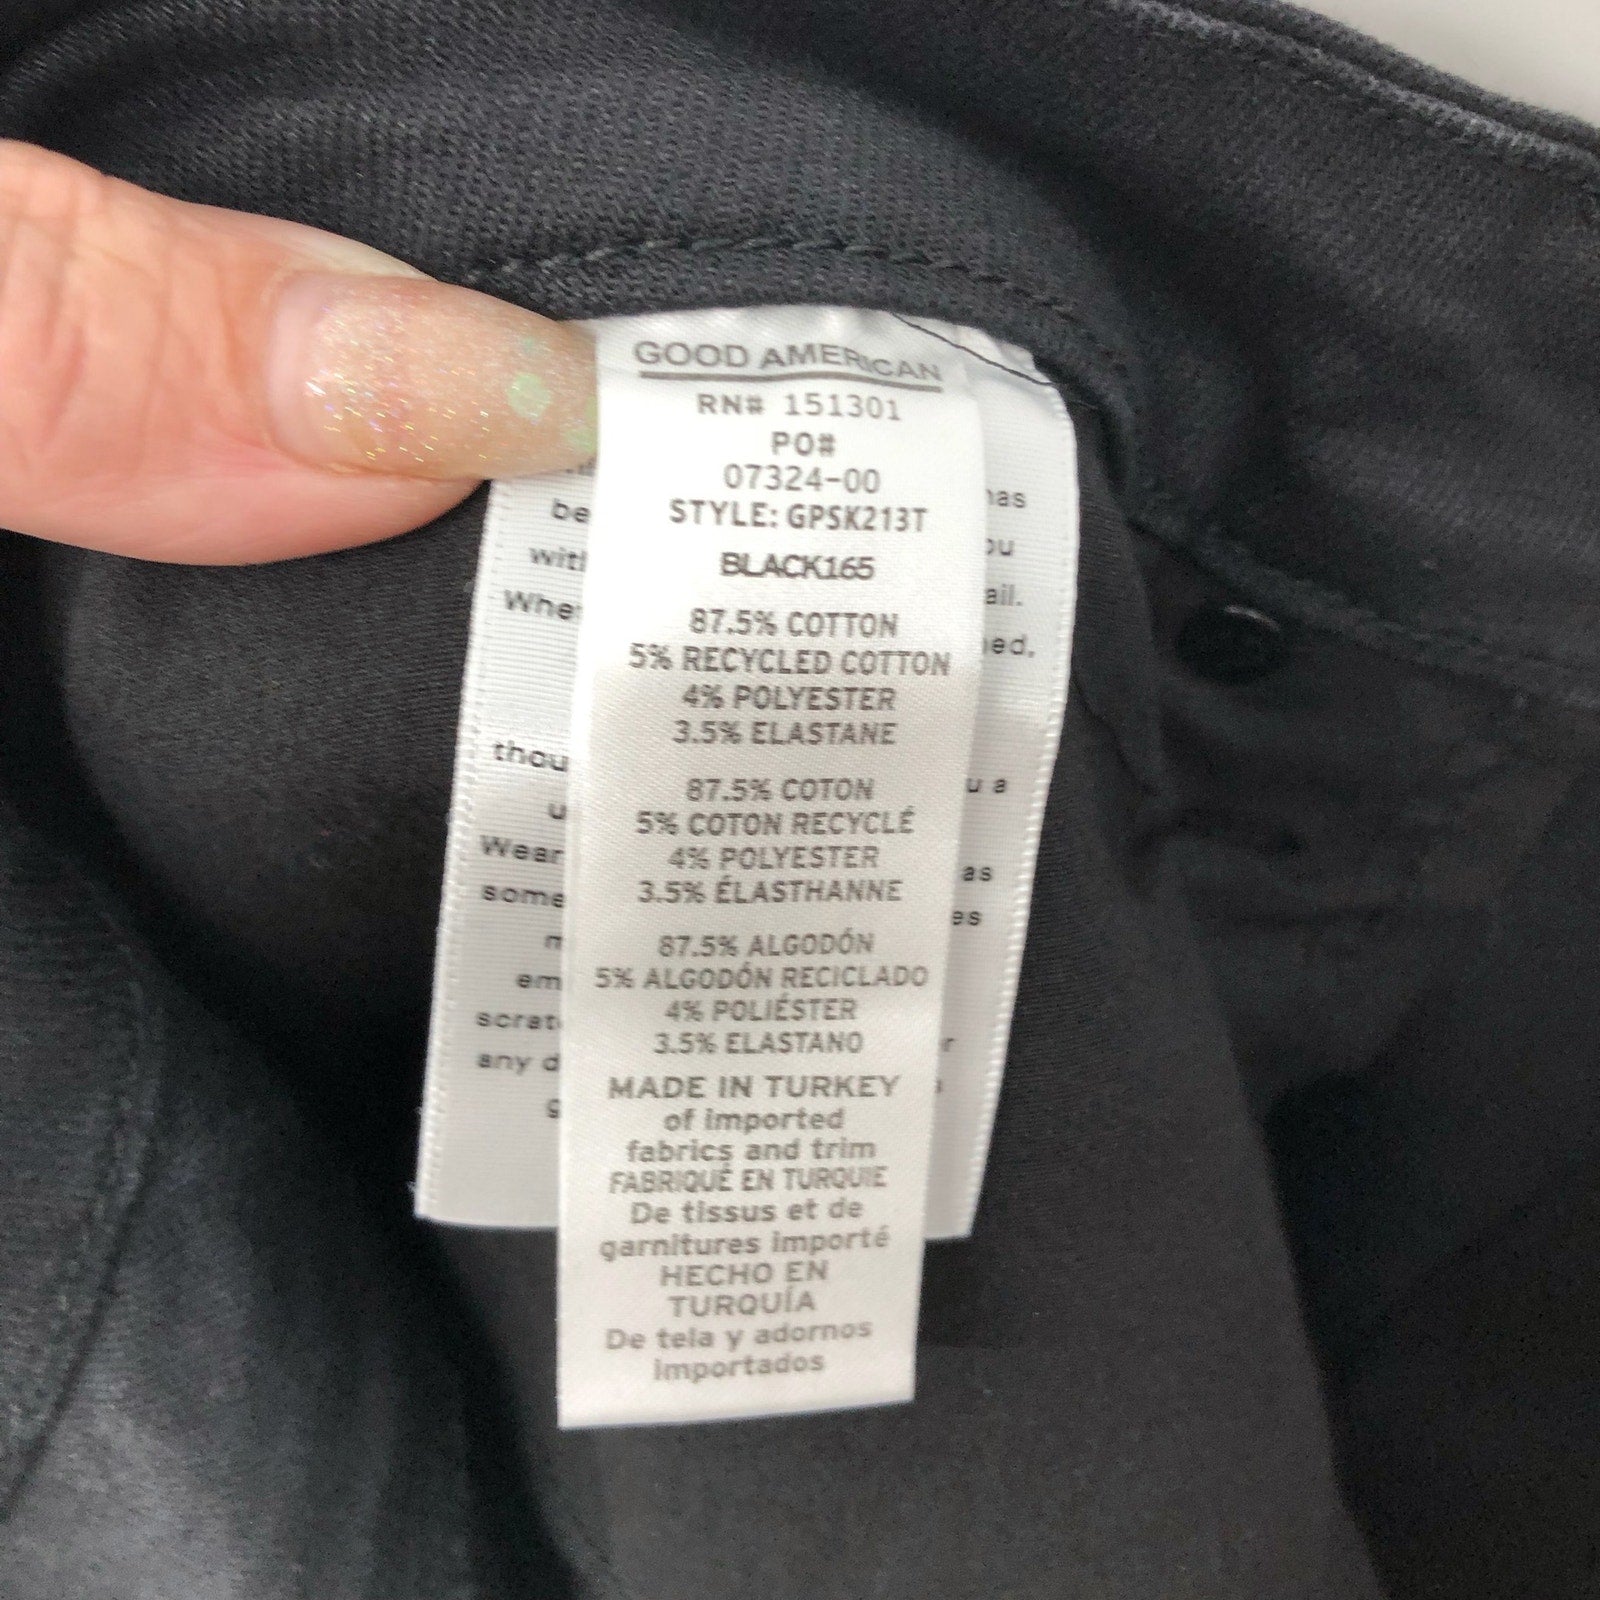 GOOD AMERICAN
RN# 151301
PO#
07324-00
STYLE: GPSK213T
BLACK165
87.5% COTTON
5% RECYCLED COTTON
4% POLYESTER
3.5% ELASTANE
87.5% COTON
5% COTON RECYCLÉ
4% POLYESTER
3.5% ÉLASTHANNE
87.5% ALGODÓN
5% ALGODÓN RECICLADO
4% POLIÉSTER
3.5% ELASTANO
MADE IN TURKEY
of imported
fabrics and trim
FABRIQUÉ EN TURQUIE
De tissus et de
garnitures importé
HECHO EN
TURQUÍA
De tela y adornos
importados